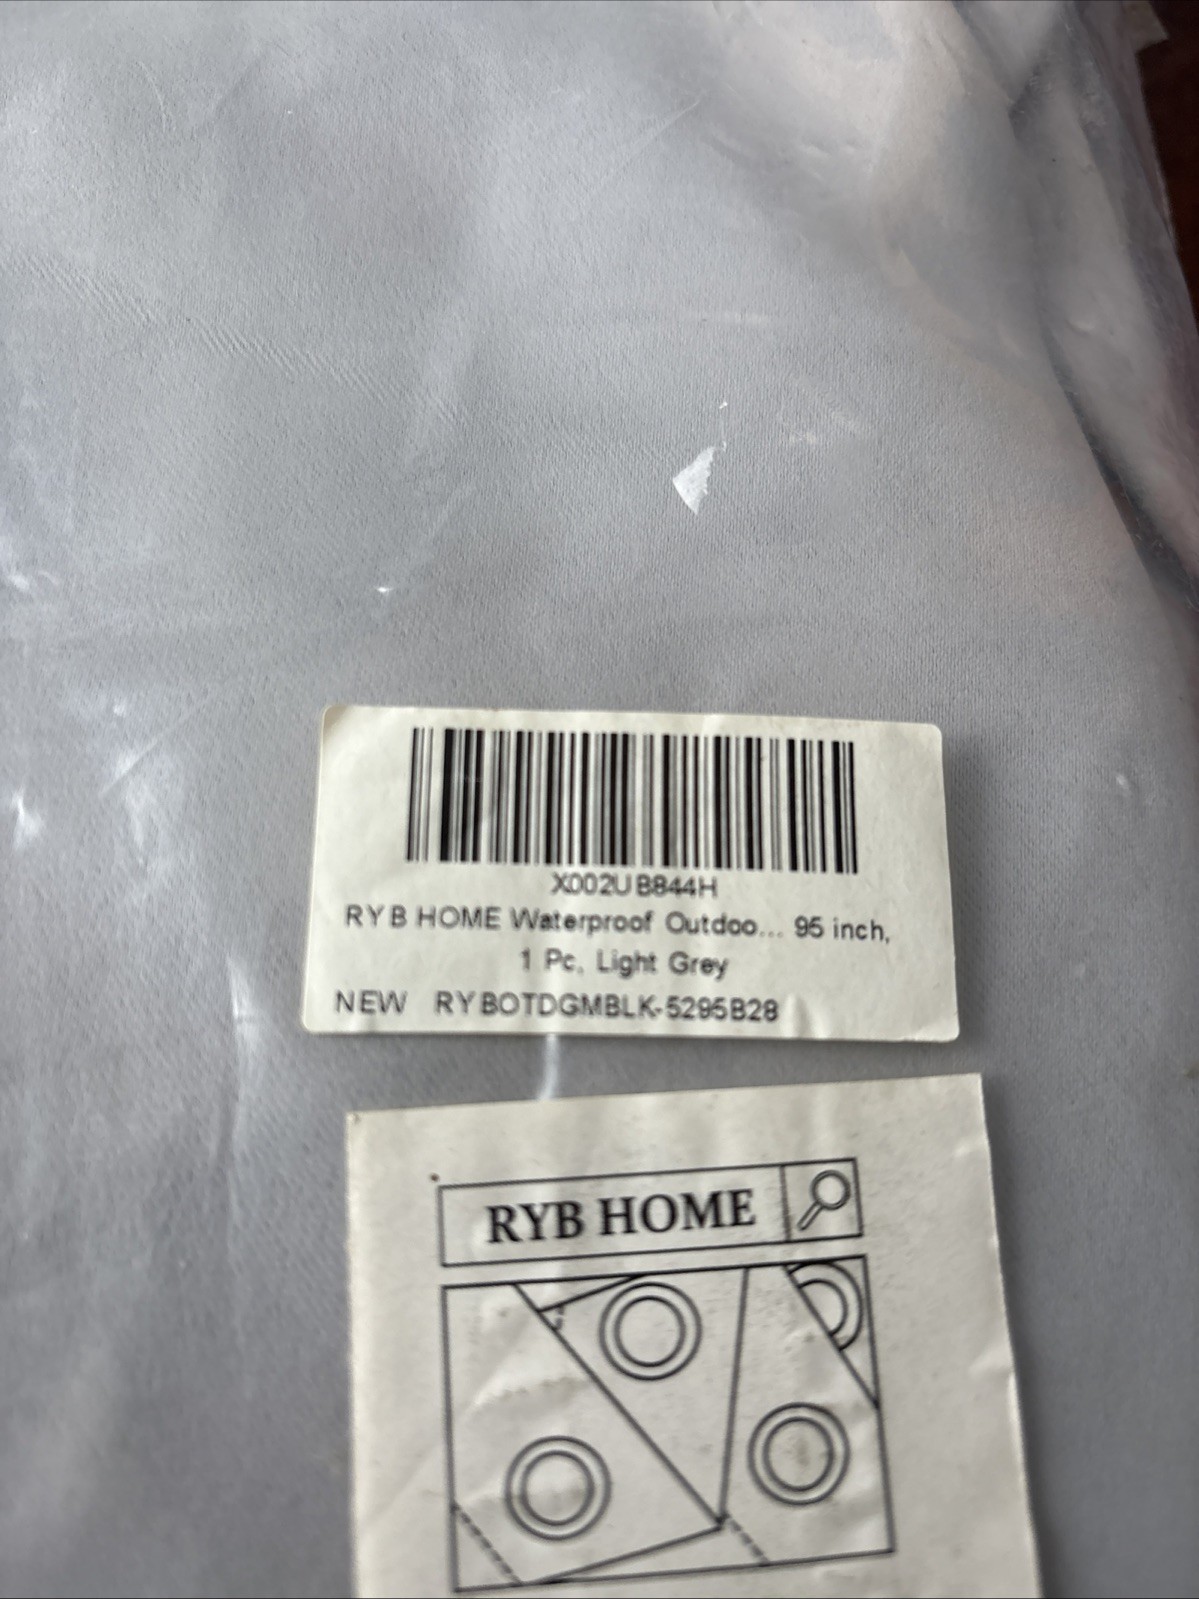 X002UB844H
RYB HOME Waterproof Outdoo... 95 inch,
1 Pc, Light Grey
NEW RYBOTDGMBLK-5295B28
RYB HOME